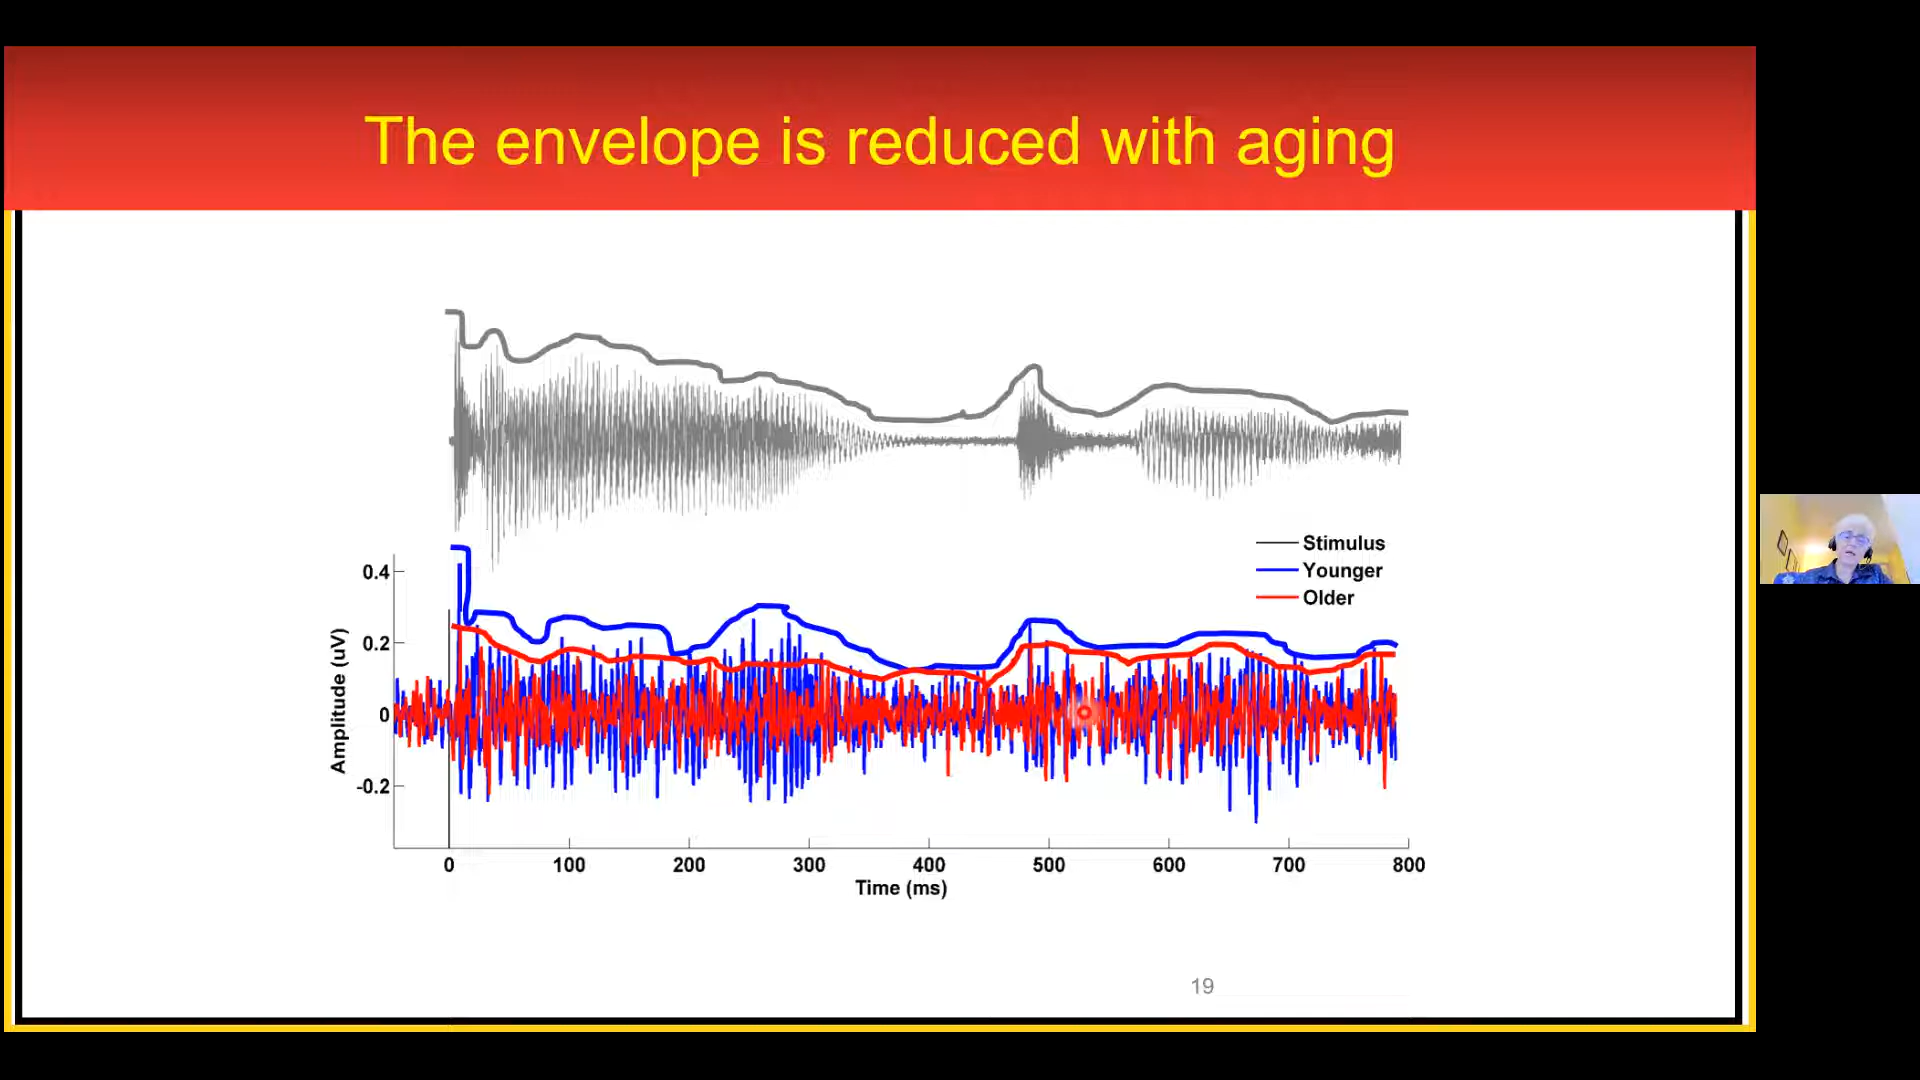 The envelope is reduced with aging
Stimulus
Younger
Older
Amplitude (uV)
0.4
0.2
0
-0.2
0 100 200 300 400 500 600 700 800
Time (ms)
19